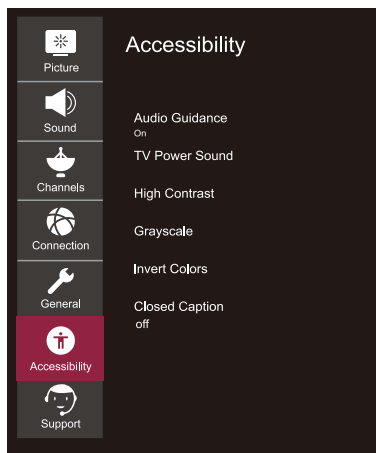 Accessibility
Picture
Sound
Channels
Connection
General
Accessibility
Support
Audio Guidance
On
TV Power Sound
High Contrast
Grayscale
Invert Colors
Closed Caption
off